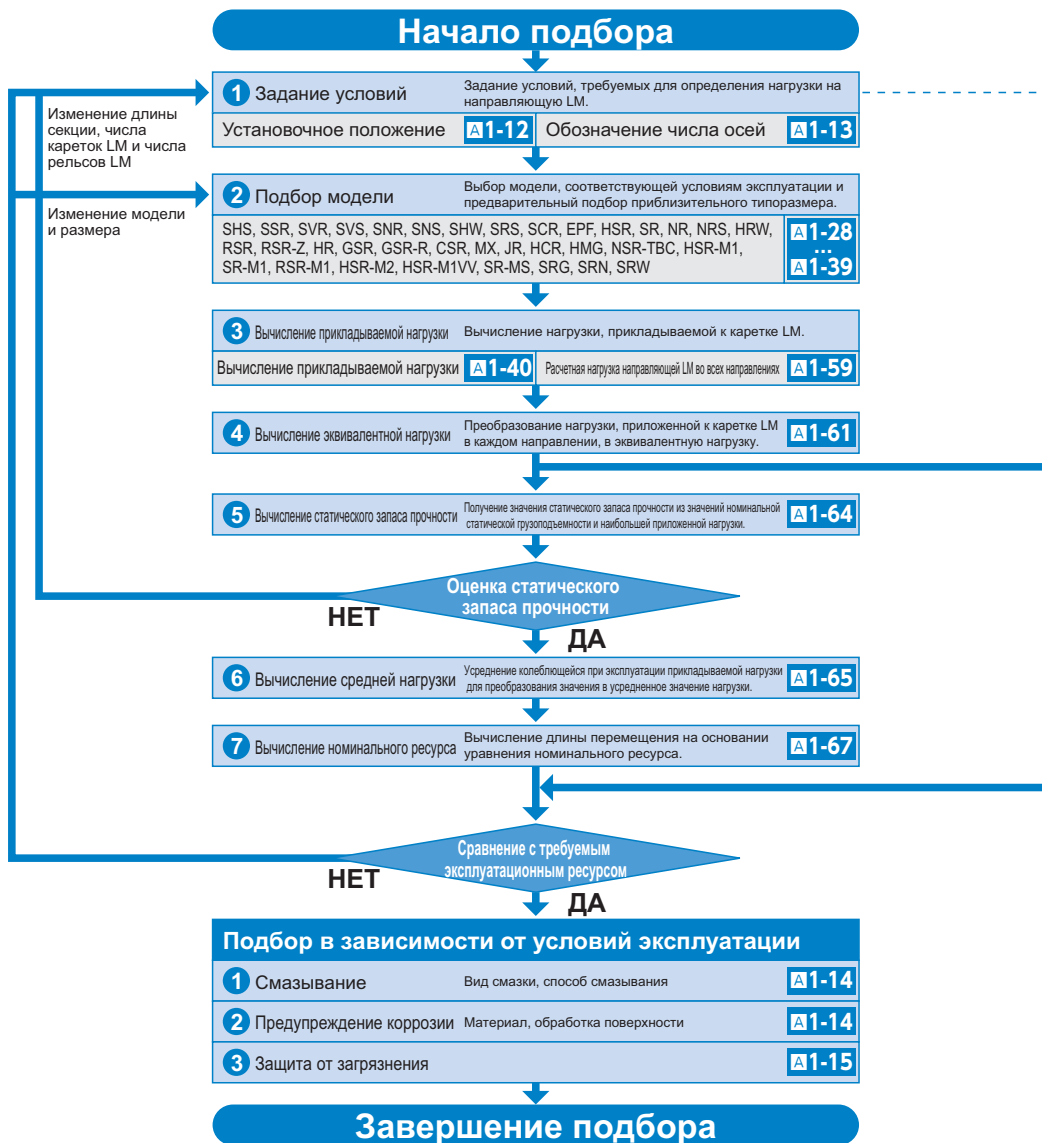 Начало подбора
1 Задание условий
Задание условий, требуемых для определения нагрузки на
направляющую LM.
Установочное положение A1-12 Обозначение числа осей A1-13
Изменение длины
секции, числа
кареток LM и числа
рельсов LM
2 Подбор модели
Выбор модели, соответствующей условиям эксплуатации и
предварительный подбор приблизительного типоразмера.
Изменение модели
и размера
SHS, SSR, SVR, SVS, SNR, SNS, SHW, SRS, SCR, EPF, HSR, SR, NR, NRS, HRW,
RSR, RSR-Z, HR, GSR, GSR-R, CSR, MX, JR, HCR, HMG, NSR-TBC, HSR-M1,
SR-M1, RSR-M1, HSR-M2, HSR-M1VV, SR-MS, SRG, SRN, SRW
A1-28
...
A1-39
3 Вычисление прикладываемой нагрузки Вычисление нагрузки, прикладываемой к каретке LM.
Вычисление прикладываемой нагрузки A1-40 Расчетная нагрузка направляющей LM во всех направлениях A1-59
4 Вычисление эквивалентной нагрузки
Преобразование нагрузки, приложенной к каретке LM
в каждом направлении, в эквивалентную нагрузку.
A1-61
5 Вычисление статического запаса прочности
Получение значения статического запаса прочности из значений номинальной
статической грузоподъемности и наибольшей приложенной нагрузки.
A1-64
Оценка статического
запаса прочности
НЕТ
ДА
6 Вычисление средней нагрузки
Усреднение колеблющейся при эксплуатации прикладываемой нагрузки
для преобразования значения в усредненное значение нагрузки.
A1-65
7 Вычисление номинального ресурса
Вычисление длины перемещения на основании
уравнения номинального ресурса.
A1-67
Сравнение с требуемым
эксплуатационным ресурсом
НЕТ
ДА
Подбор в зависимости от условий эксплуатации
1 Смазывание Вид смазки, способ смазывания A1-14
2 Предупреждение коррозии Материал, обработка поверхности A1-14
3 Защита от загрязнения A1-15
Завершение подбора